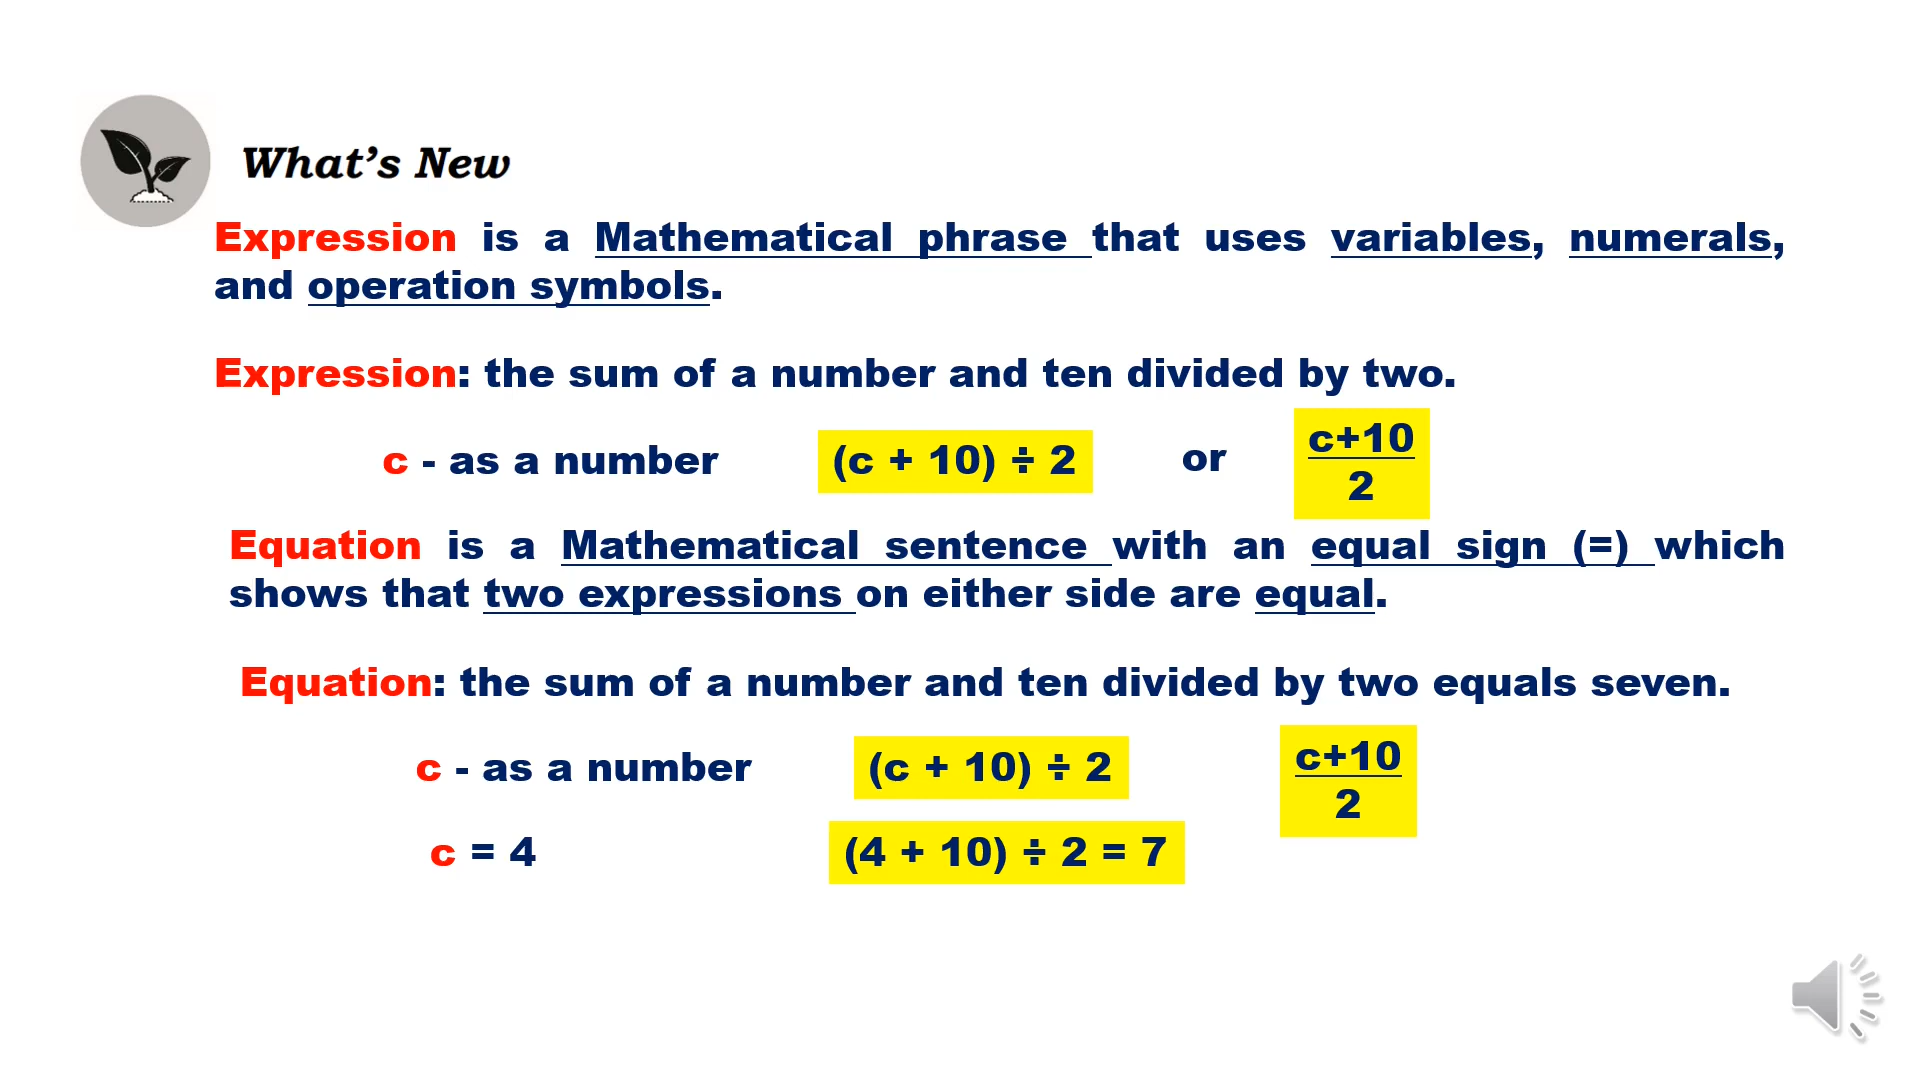 What's New
Expression is a Mathematical phrase that uses variables, numerals,
and operation symbols.
Expression: the sum of a number and ten divided by two.
c - as a number (c + 10) ÷ 2 or c+10
2
Equation is a Mathematical sentence with an equal sign (=) which
shows that two expressions on either side are equal.
Equation: the sum of a number and ten divided by two equals seven.
c - as a number (c + 10) ÷ 2 c+10
2
c = 4 (4 + 10) ÷ 2 = 7